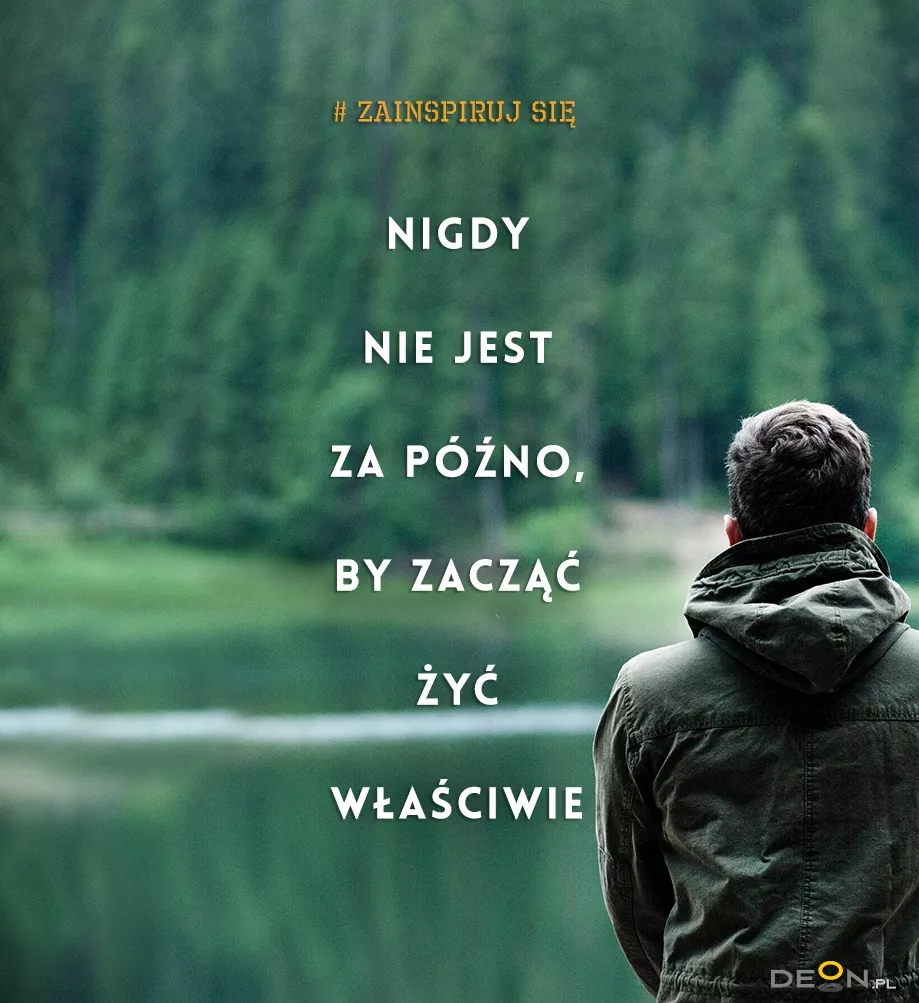 # ZAINSPIRUJ SIĘ
NIGDY
NIE JEST
ZA PÓŹNO,
BY ZACZĄĆ
ŻYĆ
WŁAŚCIWIE
DEON.PL